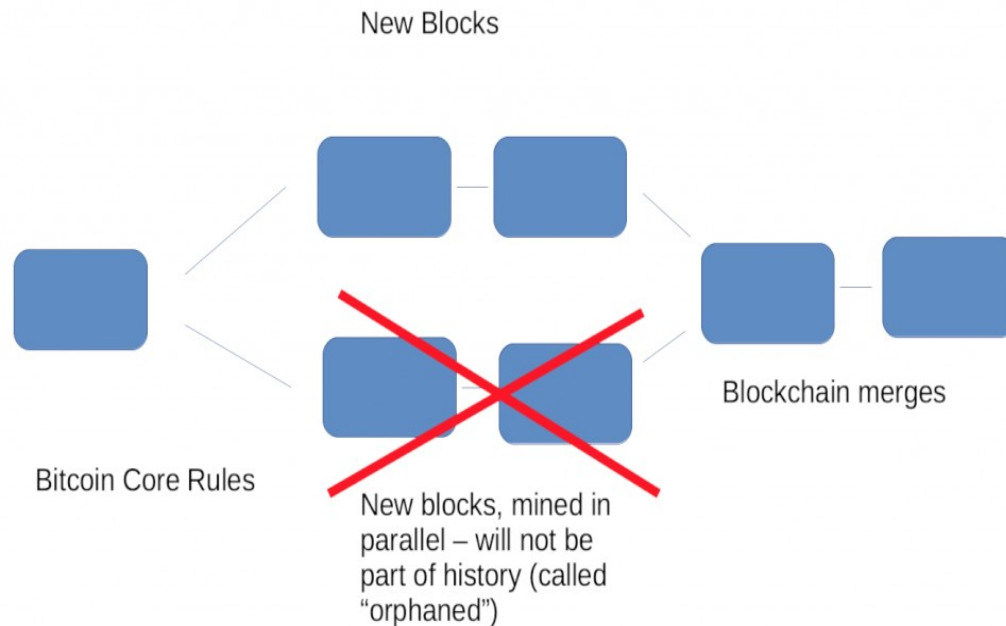 New Blocks
Blockchain merges
Bitcoin Core Rules
New blocks, mined in
parallel – will not be
part of history (called
“orphaned”)